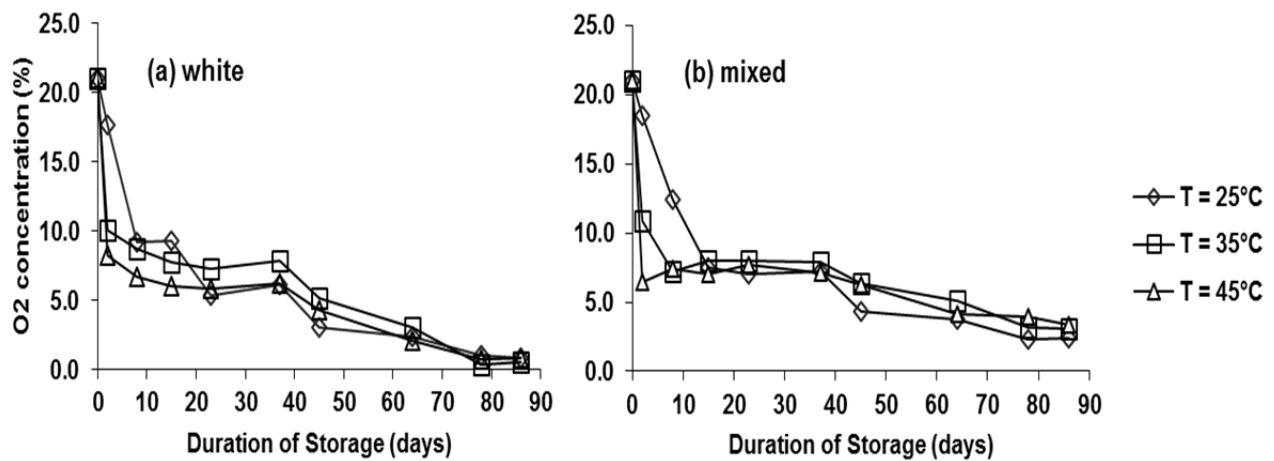 25.0
20.0
15.0
10.0
5.0
0.0
O2 concentration (%)
(a) white
0 10 20 30 40 50 60 70 80 90
Duration of Storage (days)
25.0
20.0
15.0
10.0
5.0
0.0
(b) mixed
0 10 20 30 40 50 60 70 80 90
Duration of Storage (days)
T = 25°C
T = 35°C
T = 45°C